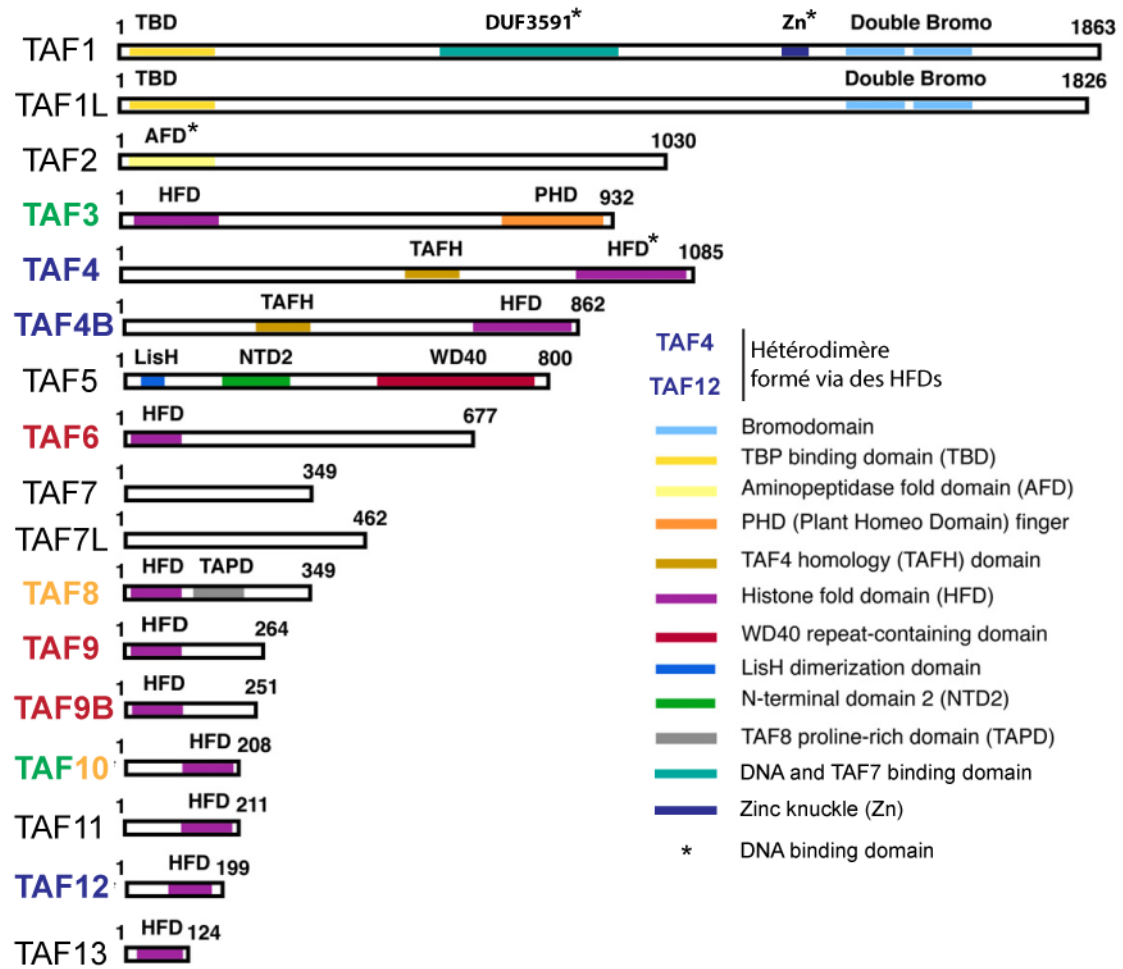 1 TBD DUF3591* Zn* Double Bromo 1863
TAF1
1 TBD Double Bromo 1826
TAF1L
1 AFD* 1030
TAF2
1 HFD PHD 932
TAF3
1 TAFH HFD* 1085
TAF4
1 TAFH HFD 862
TAF4B
1 LisH NTD2 WD40 800
TAF5
1 HFD 677
TAF6
1 349
TAF7
1 462
TAF7L
1 HFD TAPD 349
TAF8
1 HFD 264
TAF9
1 HFD 251
TAF9B
1 HFD 208
TAF10
1 HFD 211
TAF11
1 HFD 199
TAF12
1 HFD 124
TAF13
TAF4 Hétérodimère
TAF12 formé via des HFDs
Bromodomain
TBP binding domain (TBD)
Aminopeptidase fold domain (AFD)
PHD (Plant Homeo Domain) finger
TAF4 homology (TAFH) domain
Histone fold domain (HFD)
WD40 repeat-containing domain
LisH dimerization domain
N-terminal domain 2 (NTD2)
TAF8 proline-rich domain (TAPD)
DNA and TAF7 binding domain
Zinc knuckle (Zn)
* DNA binding domain